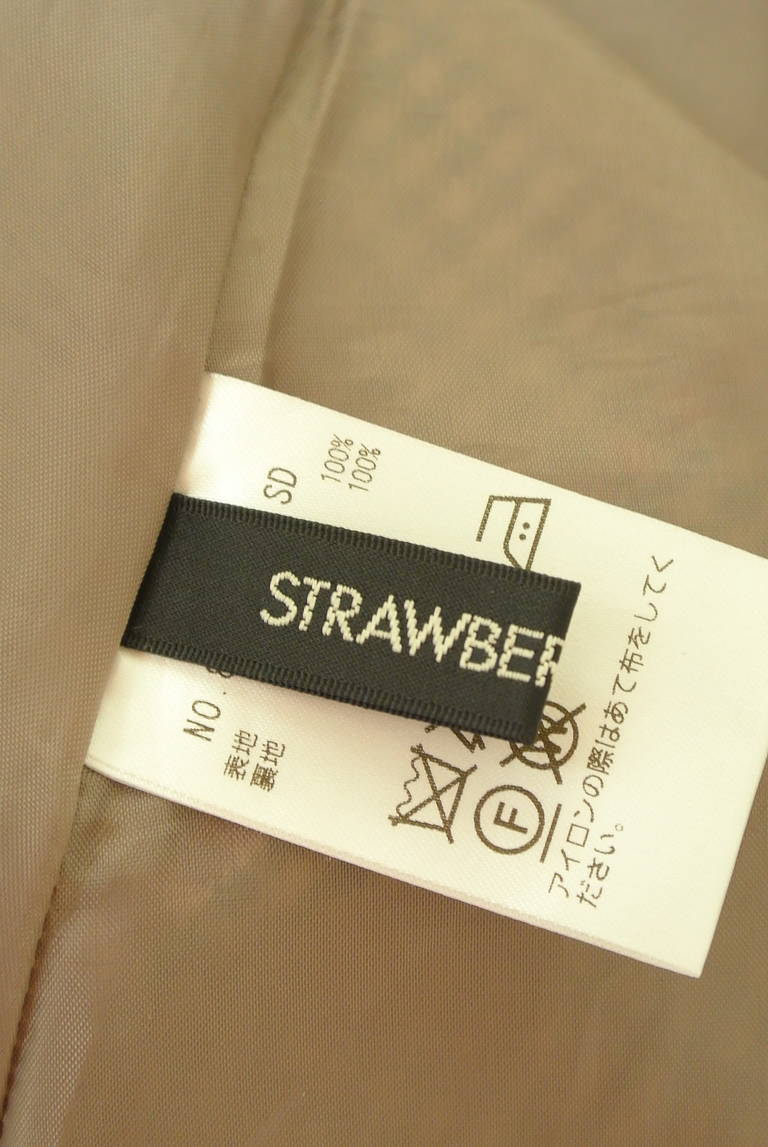 STRAWBER
NO.
SD
表地
100%
裏地
100%
F
W
アイロンの際はあて布をしてく
ださい。